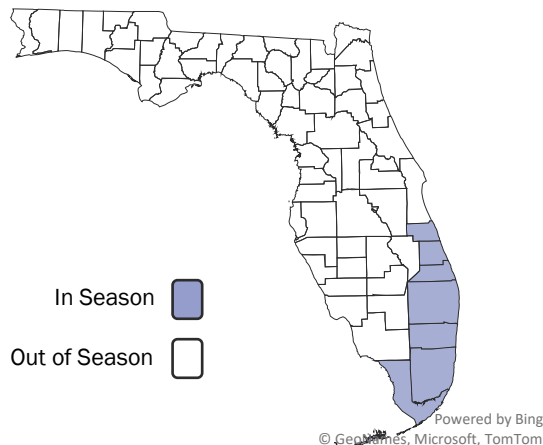 In Season
Out of Season
Powered by Bing
© GeoNames, Microsoft, TomTom